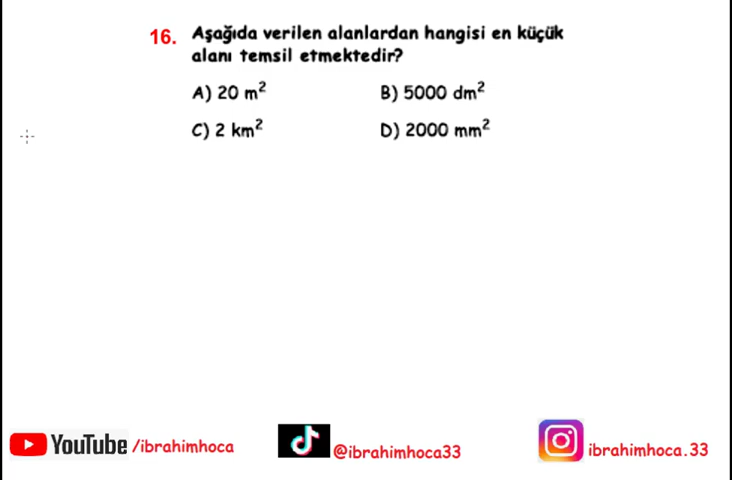 16. Aşağıda verilen alanlardan hangisi en küçük
alanı temsil etmektedir?
A) 20 m² B) 5000 dm²
C) 2 km² D) 2000 mm²
YouTube /ibrahimhoca @ibrahimhoca33 ibrahimhoca.33